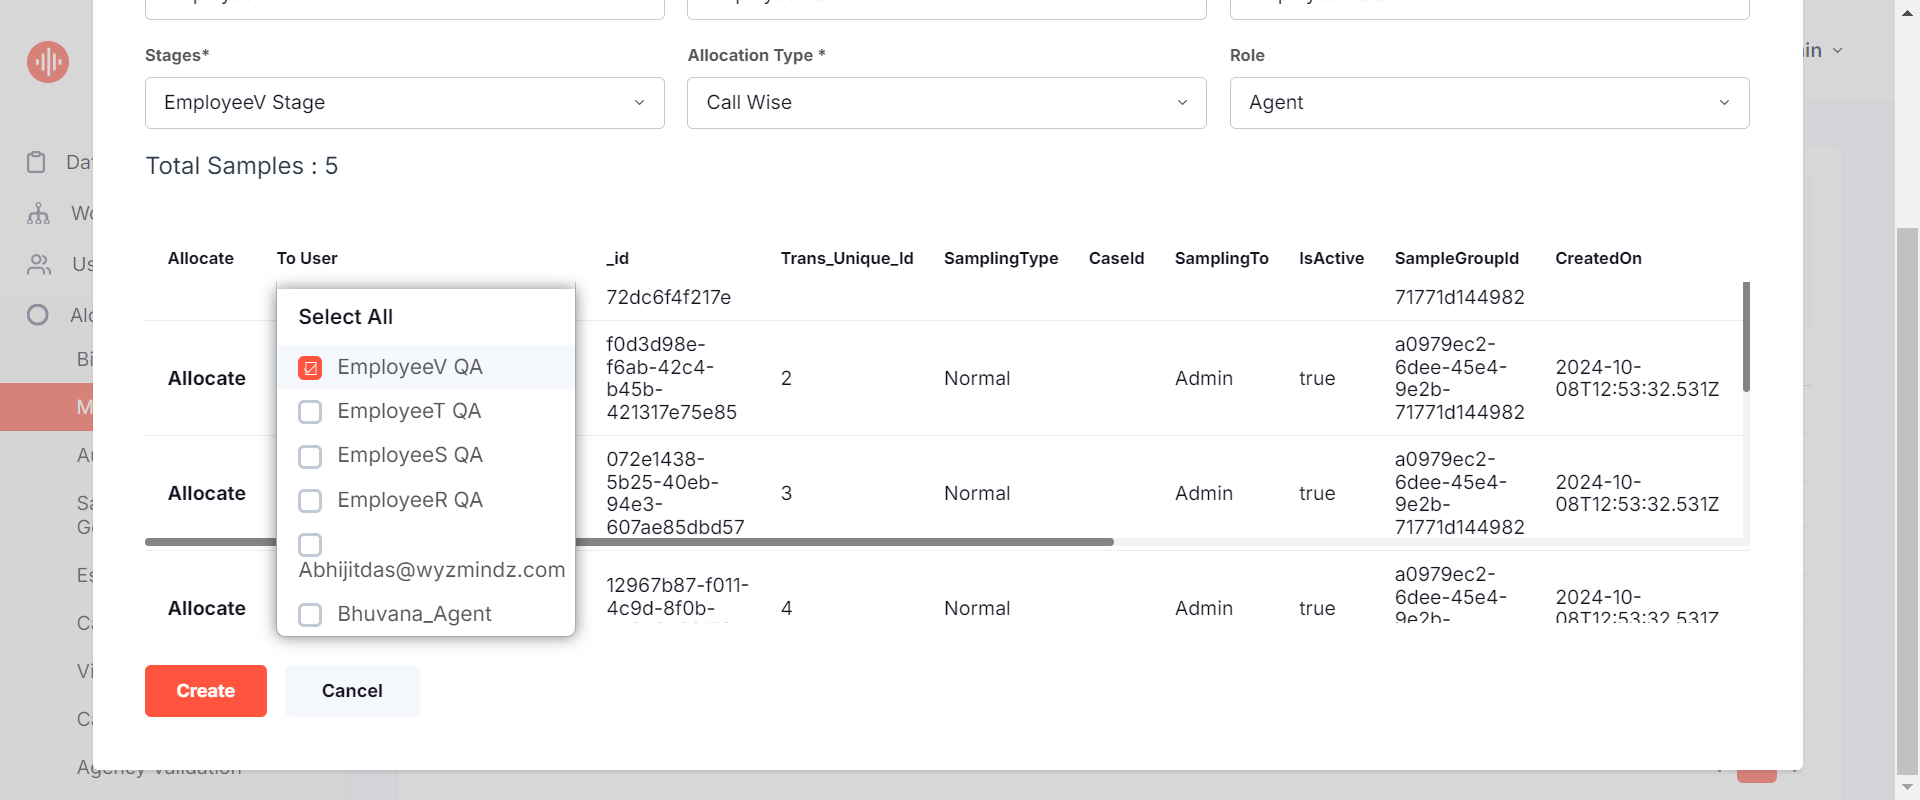 Stages*
Allocation Type *
Role
EmployeeV Stage
Call Wise
Agent
Total Samples : 5
Allocate
To User
_id
Trans_Unique_Id
SamplingType
CaseId
SamplingTo
IsActive
SampleGroupId
CreatedOn
72dc6f4f217e
71771d144982
Select All
EmployeeV QA
EmployeeT QA
EmployeeS QA
EmployeeR QA
Abhijitdas@wyzmindz.com
Bhuvana_Agent
Allocate
f0d3d98e-
f6ab-42c4-
b45b-
421317e75e85
2
Normal
Admin
true
a0979ec2-
6dee-45e4-
9e2b-
71771d144982
2024-10-
08T12:53:32.531Z
Allocate
072e1438-
5b25-40eb-
94e3-
607ae85dbd57
3
Normal
Admin
true
a0979ec2-
6dee-45e4-
9e2b-
71771d144982
2024-10-
08T12:53:32.531Z
Allocate
12967b87-f011-
4c9d-8f0b-
4
Normal
Admin
true
a0979ec2-
6dee-45e4-
9e2b-
2024-10-
08T12:53:32.531Z
Create
Cancel